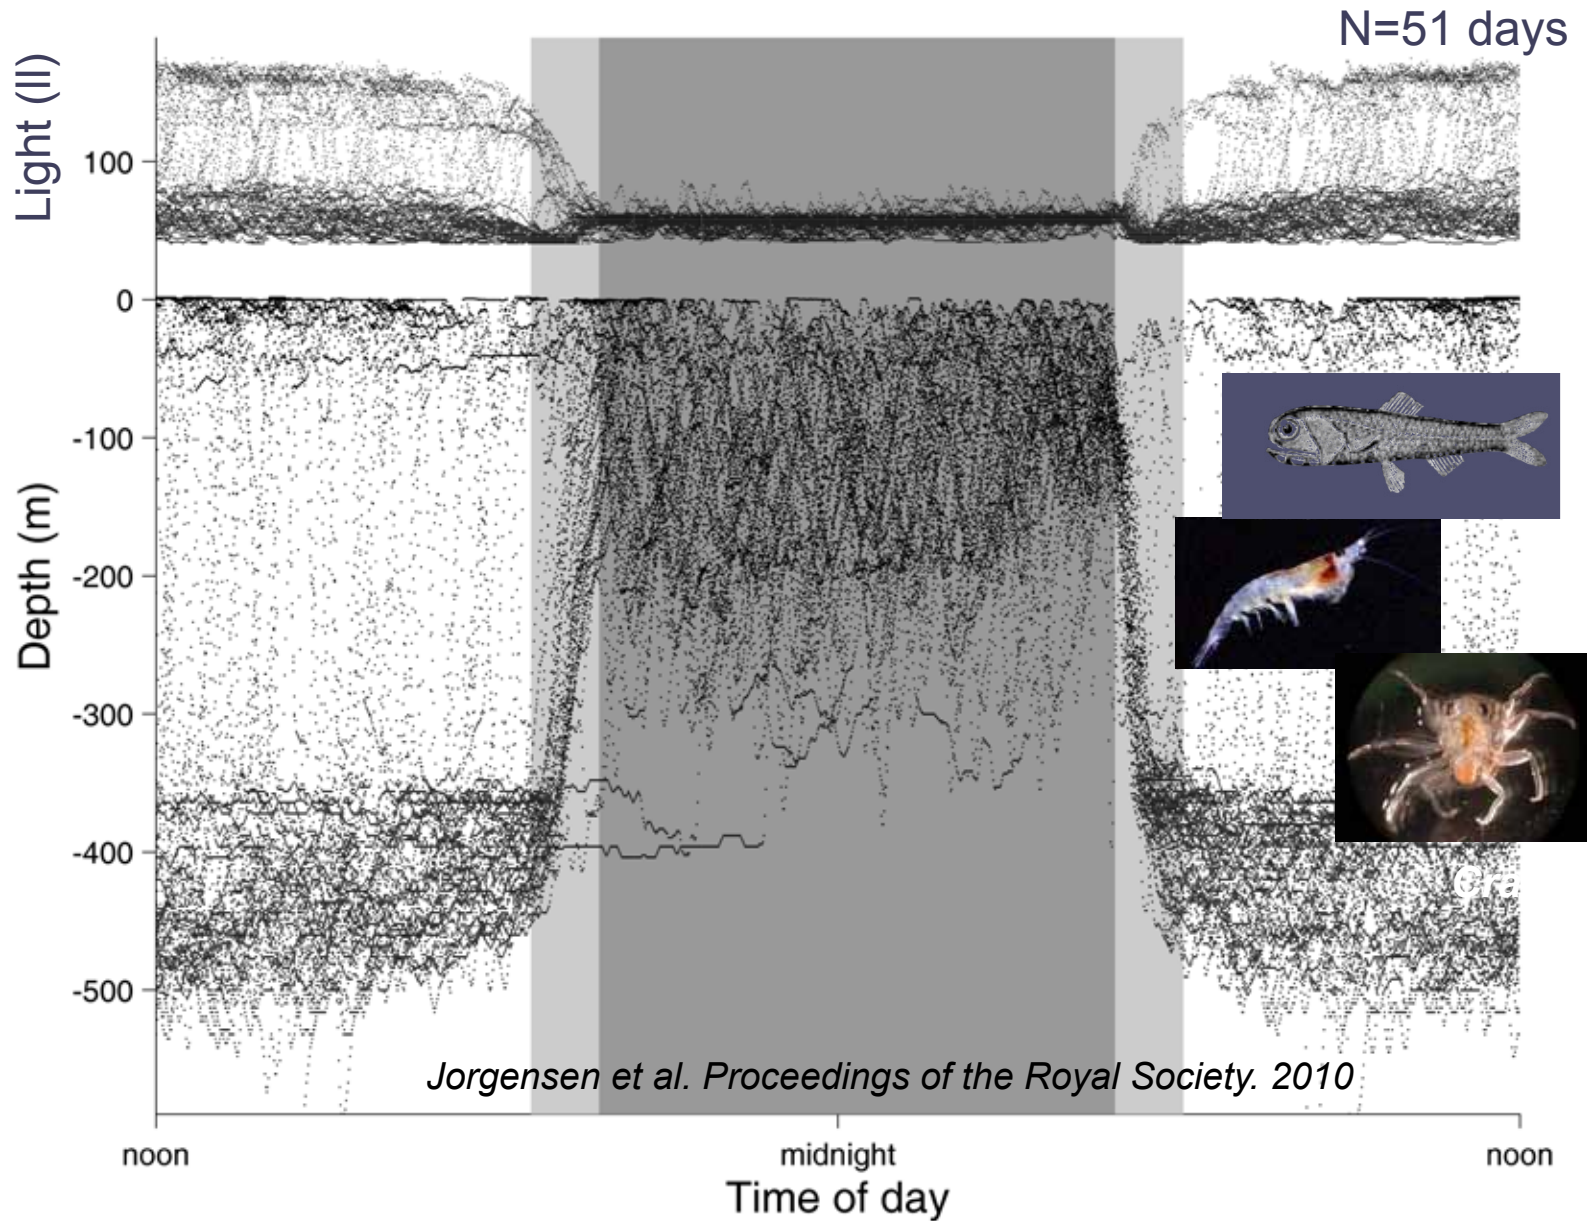 N=51 days
Light (ll)
100
0
-100
-200
-300
-400
-500
Depth (m)
Cra
Jorgensen et al. Proceedings of the Royal Society. 2010
noon
midnight
noon
Time of day